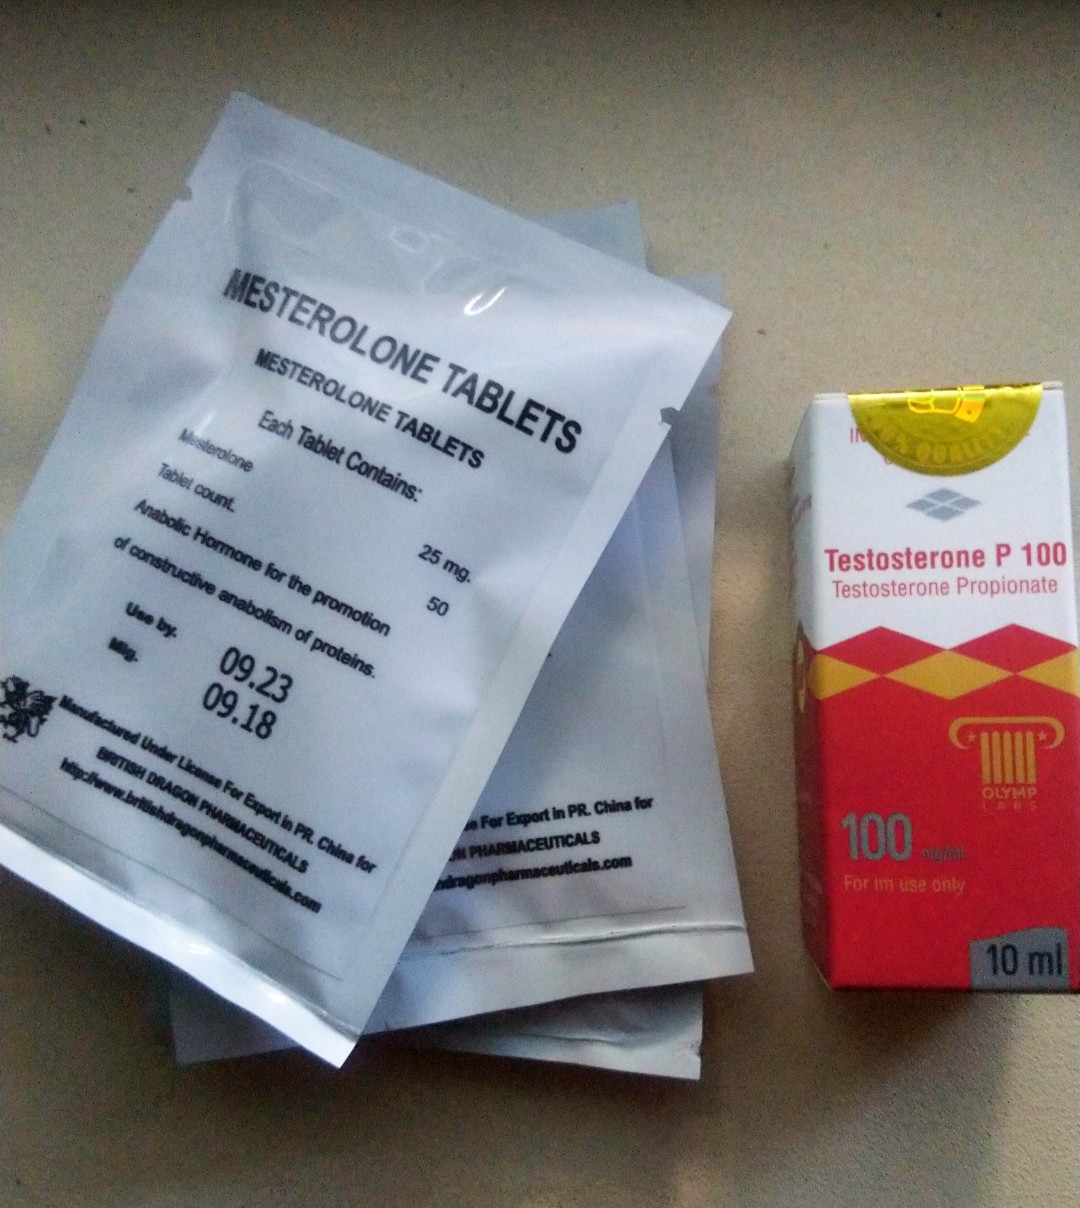 MESTEROLONE TABLETS
MESTEROLONE TABLETS
Each Tablet Contains:
Mesterolone 25 mg.
Tablet count. 50
Anabolic Hormone for the promotion
of constructive anabolism of proteins.
Use by. 09.23
Mfg. 09.18
Manufactured Under License For Export in PR. China for
BRITISH DRAGON PHARMACEUTICALS
http://www.britishdragonpharmaceuticals.com
se For Export in PR. China for
ON PHARMACEUTICALS
dragonpharmaceuticals.com
QUALITY
Testosterone P 100
Testosterone Propionate
OLYMP
LABS
100 mg/ml
For im use only
10 ml